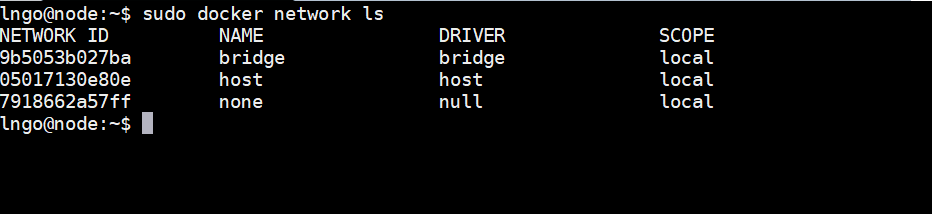 lngo@node:~$ sudo docker network ls
NETWORK ID          NAME                DRIVER              SCOPE
9b5053b027ba        bridge              bridge              local
05017130e80e        host                host                local
7918662a57ff        none                null                local
lngo@node:~$